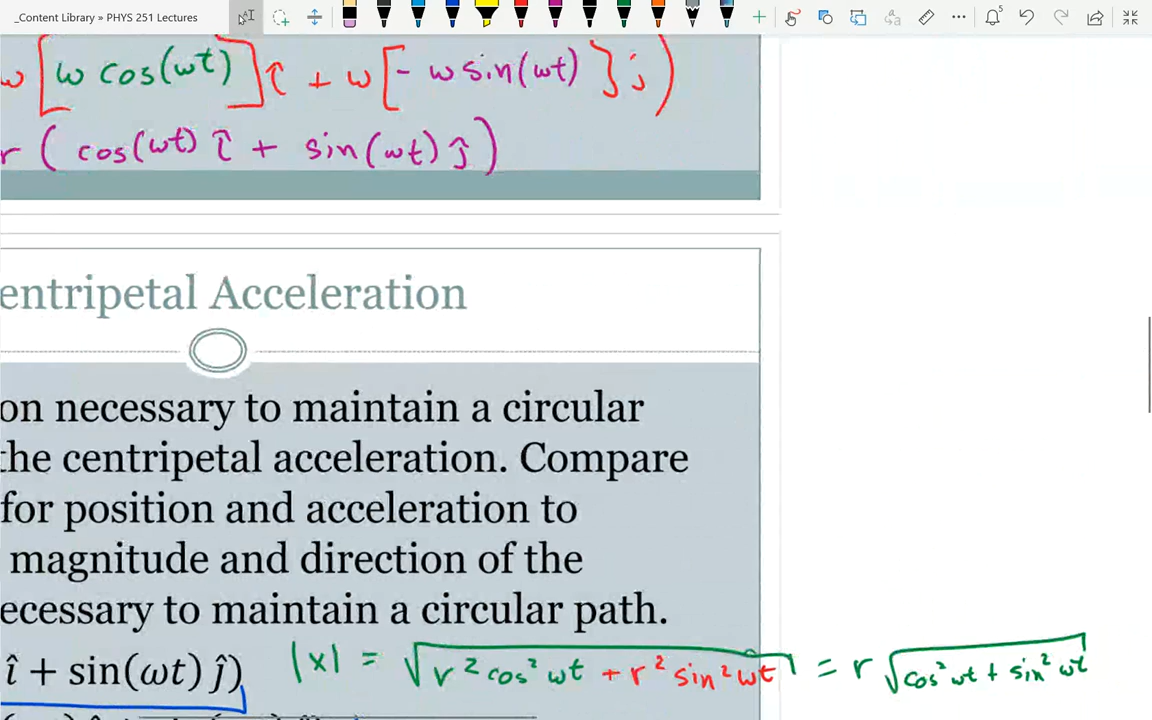 _Content Library » PHYS 251 Lectures
ω [ω cos(ωt)] î + ω [- ω sin(ωt)} ĵ)
r ( cos(ωt) î + sin(ωt) ĵ )
entripetal Acceleration
on necessary to maintain a circular
the centripetal acceleration. Compare
for position and acceleration to
magnitude and direction of the
ecessary to maintain a circular path.
î + sin(ωt) ĵ) |x| = √(r² cos² ωt + r² sin² ωt) = r √(cos² ωt + sin² ωt)